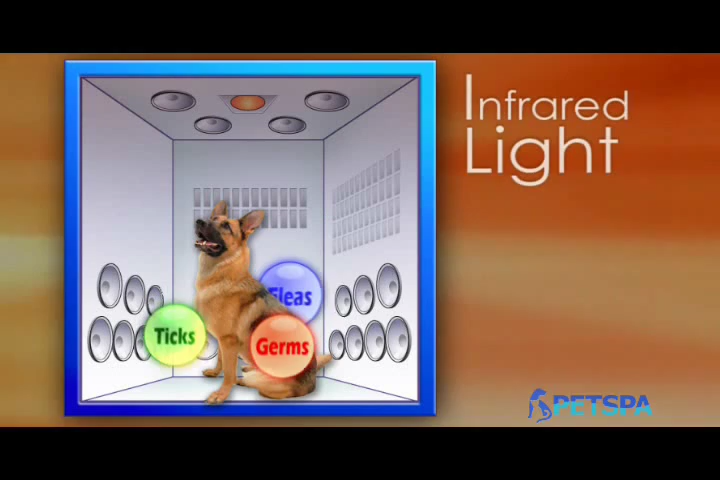 Infrared
Light
Fleas
Ticks
Germs
PETSPA